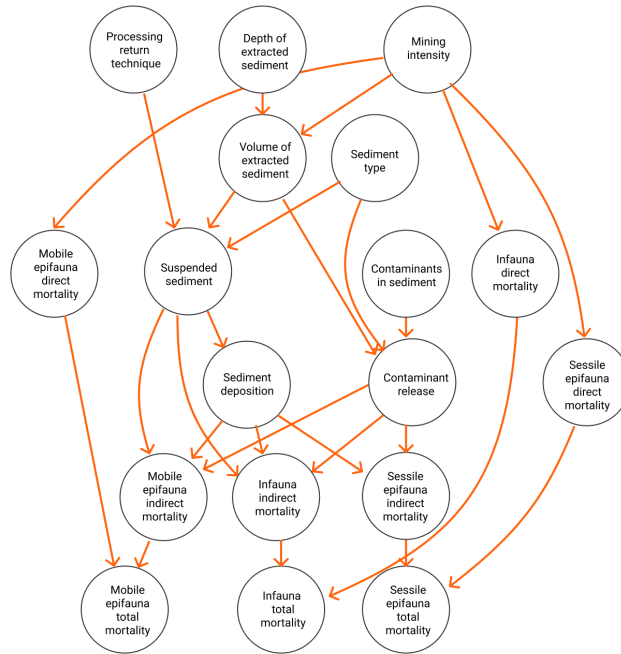 Processing
return
technique
Depth of
extracted
sediment
Mining
intensity
Volume of
extracted
sediment
Sediment
type
Mobile
epifauna
direct
mortality
Suspended
sediment
Contaminants
in sediment
Infauna
direct
mortality
Sediment
deposition
Contaminant
release
Sessile
epifauna
direct
mortality
Mobile
epifauna
indirect
mortality
Infauna
indirect
mortality
Sessile
epifauna
indirect
mortality
Mobile
epifauna
total
mortality
Infauna
total
mortality
Sessile
epifauna
total
mortality